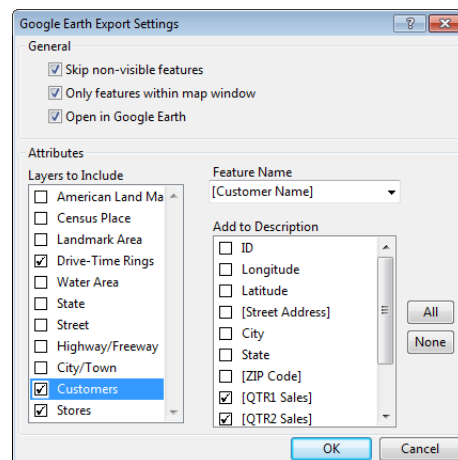 Google Earth Export Settings
General
Skip non-visible features
Only features within map window
Open in Google Earth
Attributes
Layers to Include
American Land Ma
Census Place
Landmark Area
Drive-Time Rings
Water Area
State
Street
Highway/Freeway
City/Town
Customers
Stores
Feature Name
[Customer Name]
Add to Description
ID
Longitude
Latitude
[Street Address]
City
State
[ZIP Code]
[QTR1 Sales]
[QTR2 Sales]
All
None
OK
Cancel